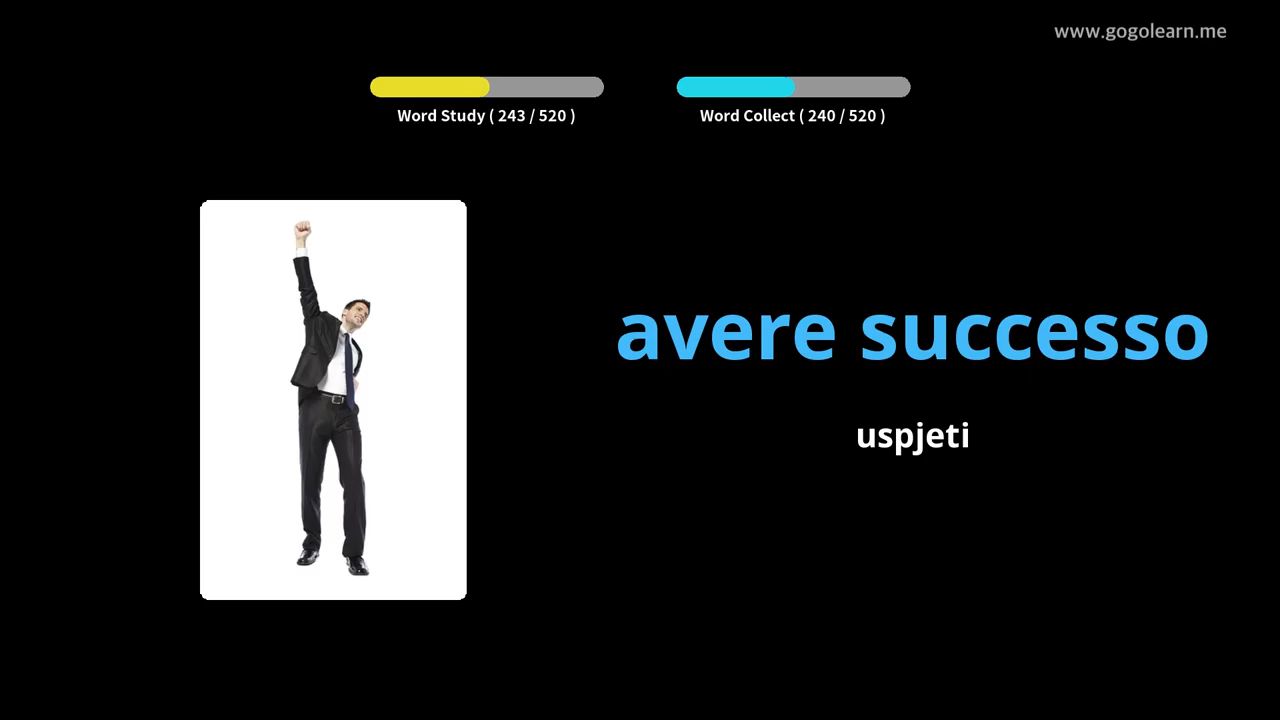 www.gogolearn.me
Word Study ( 243 / 520 )
Word Collect ( 240 / 520 )
avere successo
uspjeti